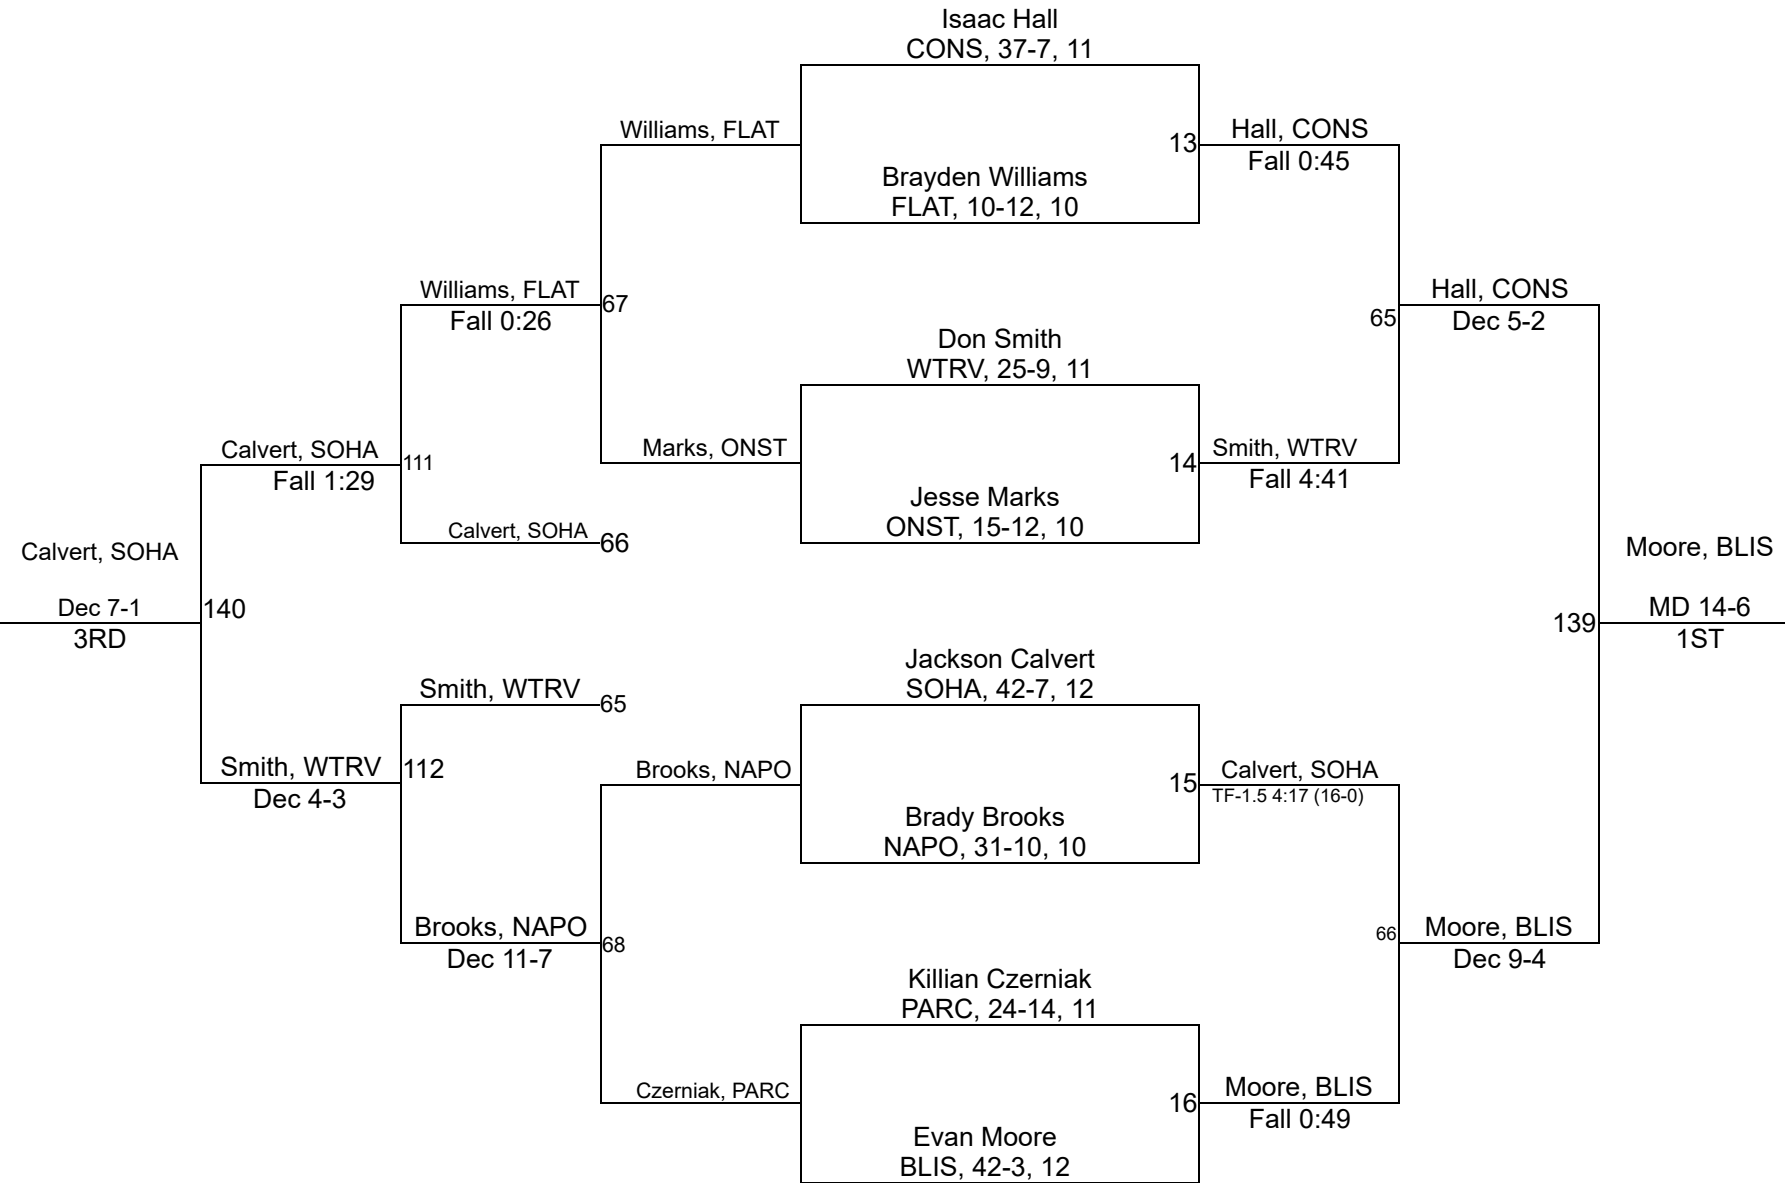 Isaac Hall
CONS, 37-7, 11
Williams, FLAT
13
Hall, CONS
Fall 0:45
Brayden Williams
FLAT, 10-12, 10
Williams, FLAT
Fall 0:26
67
65
Hall, CONS
Dec 5-2
Don Smith
WTRV, 25-9, 11
Calvert, SOHA
Fall 1:29
111
Marks, ONST
14
Smith, WTRV
Fall 4:41
Jesse Marks
ONST, 15-12, 10
Calvert, SOHA
66
Calvert, SOHA
Dec 7-1
3RD
140
Moore, BLIS
139
MD 14-6
1ST
Jackson Calvert
SOHA, 42-7, 12
Smith, WTRV
65
Smith, WTRV
Dec 4-3
112
Brooks, NAPO
15
Calvert, SOHA
TF-1.5 4:17 (16-0)
Brady Brooks
NAPO, 31-10, 10
Brooks, NAPO
Dec 11-7
68
66
Moore, BLIS
Dec 9-4
Killian Czerniak
PARC, 24-14, 11
Czerniak, PARC
16
Moore, BLIS
Fall 0:49
Evan Moore
BLIS, 42-3, 12